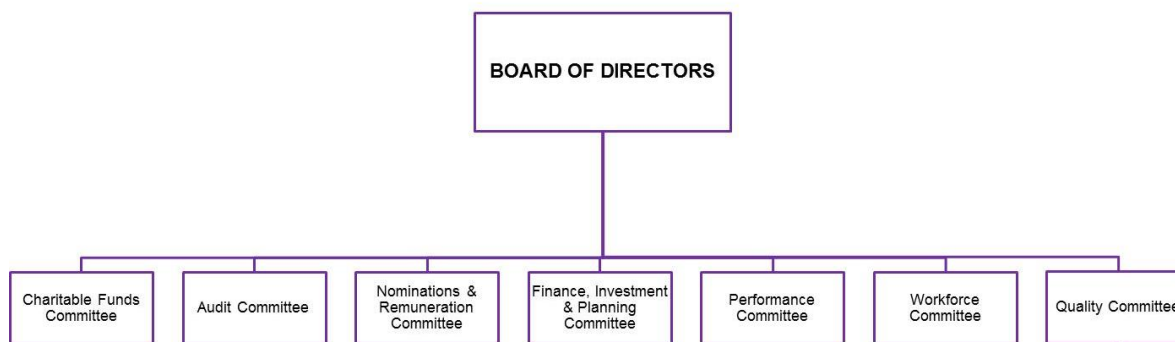 BOARD OF DIRECTORS
Charitable Funds
Committee
Audit Committee
Nominations &
Remuneration
Committee
Finance, Investment
& Planning
Committee
Performance
Committee
Workforce
Committee
Quality Committee